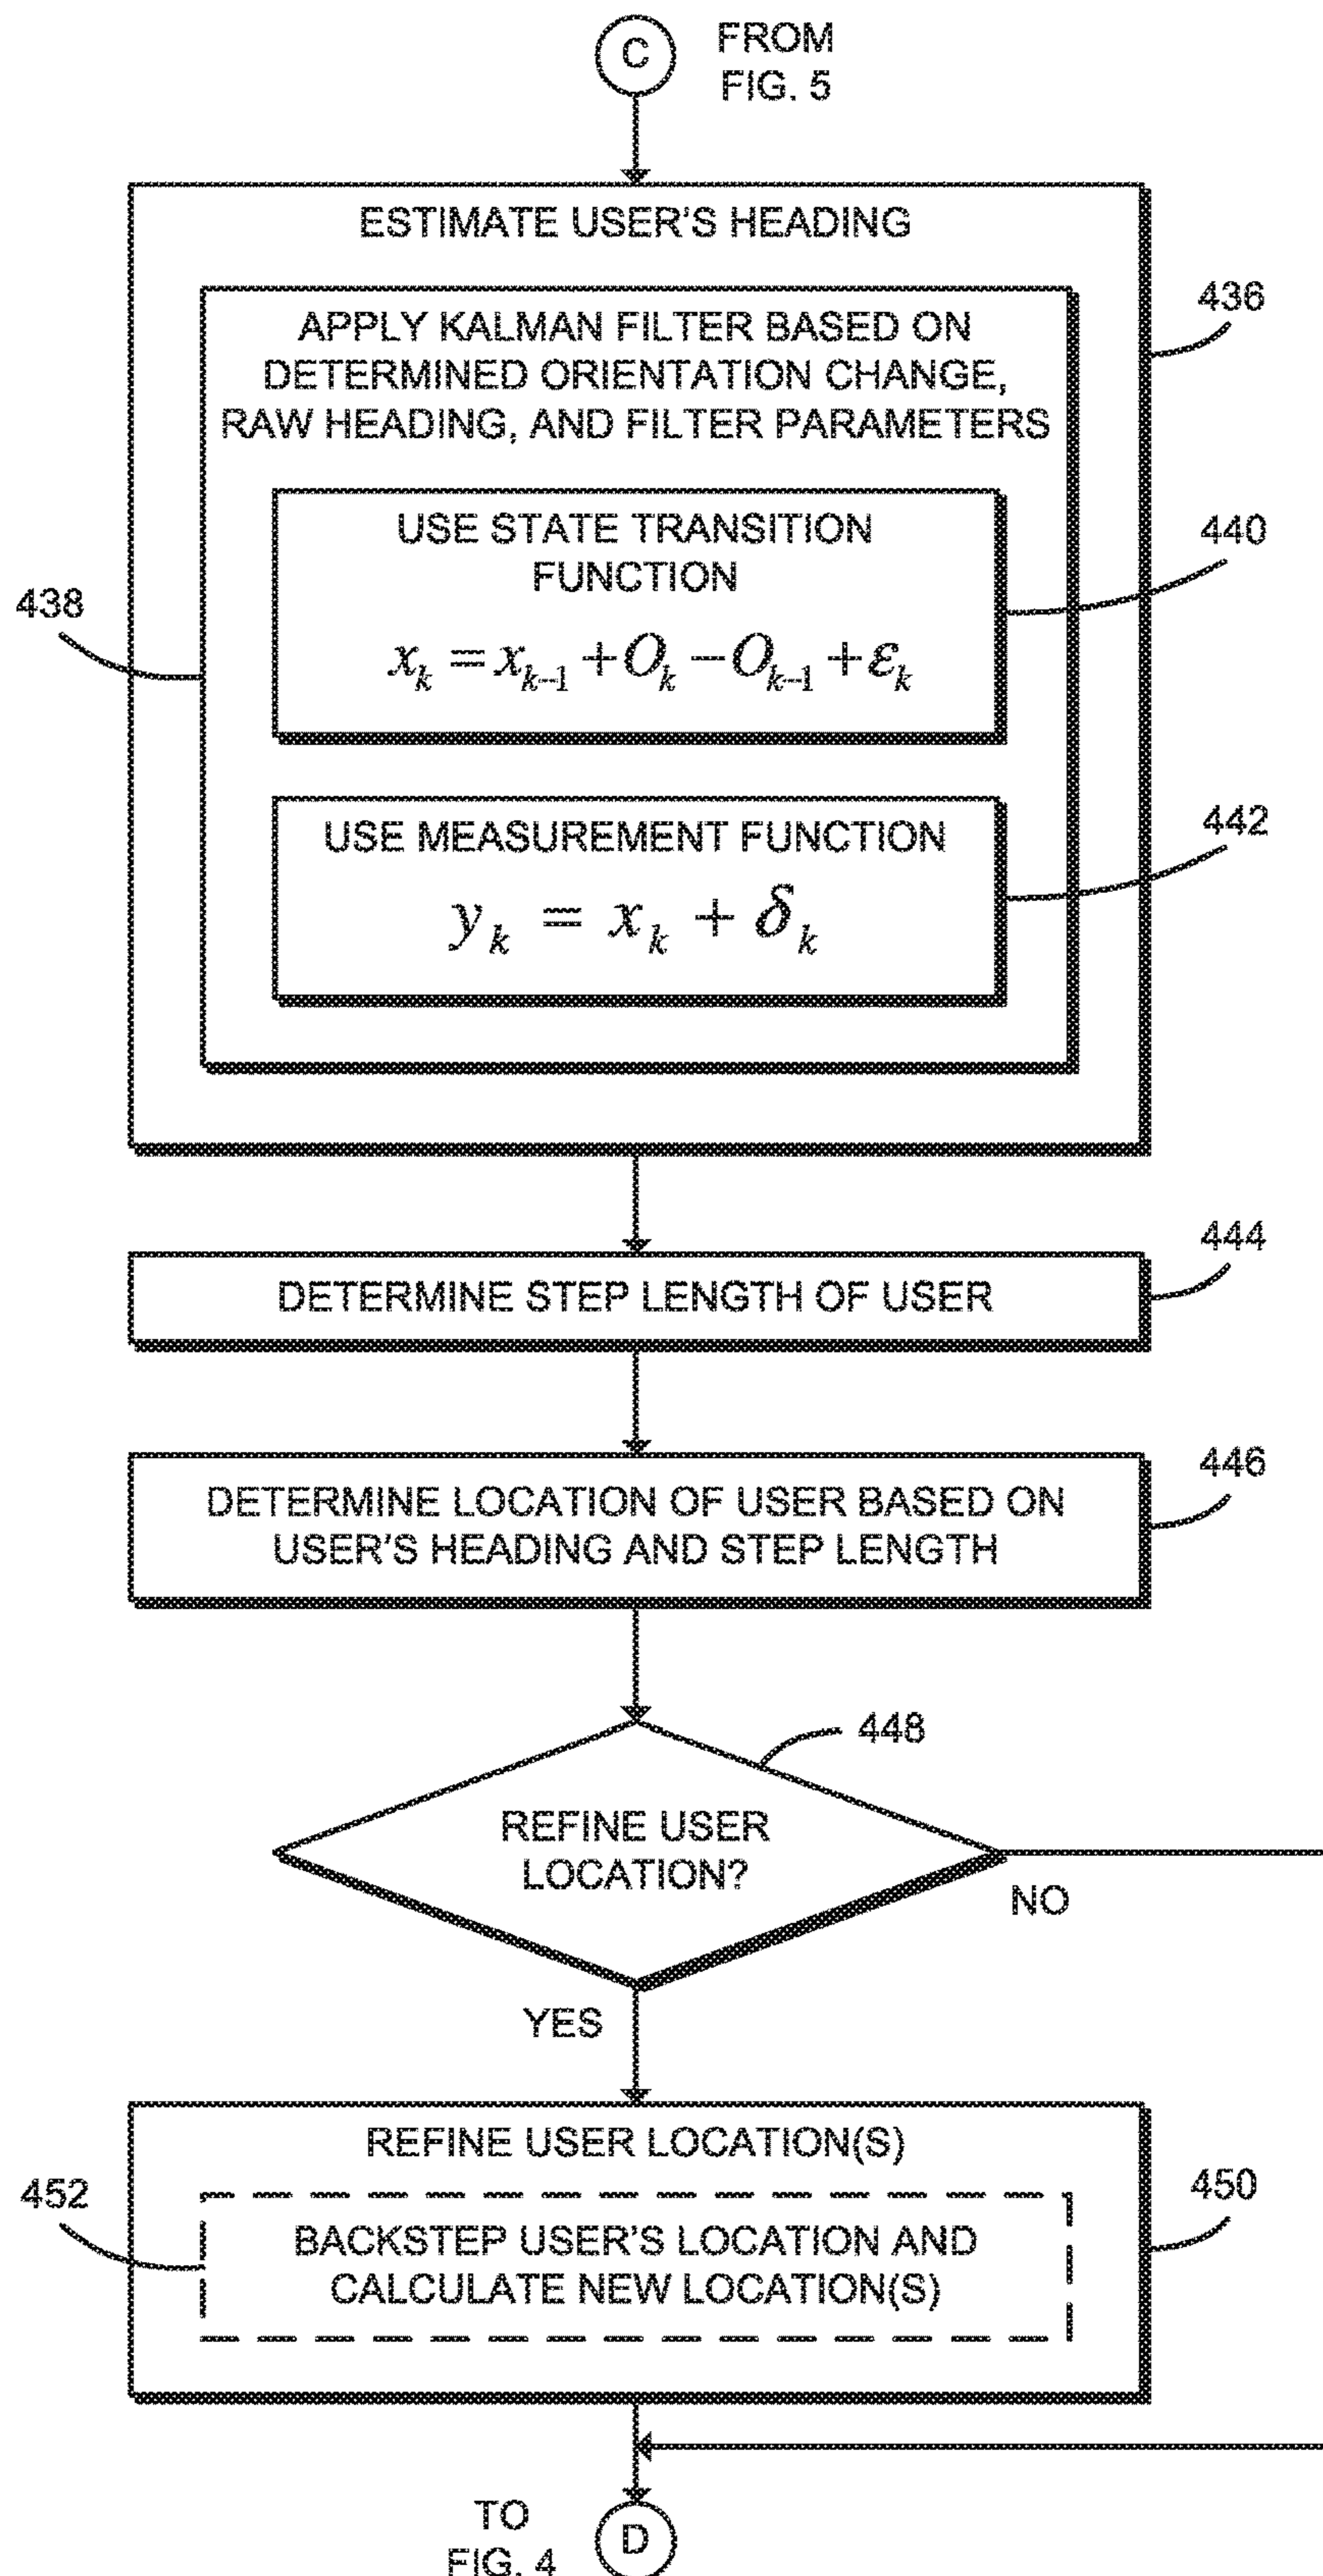 C
FROM
FIG. 5
ESTIMATE USER'S HEADING
436
APPLY KALMAN FILTER BASED ON
DETERMINED ORIENTATION CHANGE,
RAW HEADING, AND FILTER PARAMETERS
438
USE STATE TRANSITION
FUNCTION
440
x_k = x_{k-1} + O_k - O_{k-1} + ε_k
USE MEASUREMENT FUNCTION
442
y_k = x_k + δ_k
444
DETERMINE STEP LENGTH OF USER
446
DETERMINE LOCATION OF USER BASED ON
USER'S HEADING AND STEP LENGTH
448
REFINE USER
LOCATION?
NO
YES
REFINE USER LOCATION(S)
450
452
BACKSTEP USER'S LOCATION AND
CALCULATE NEW LOCATION(S)
TO
FIG. 4
D